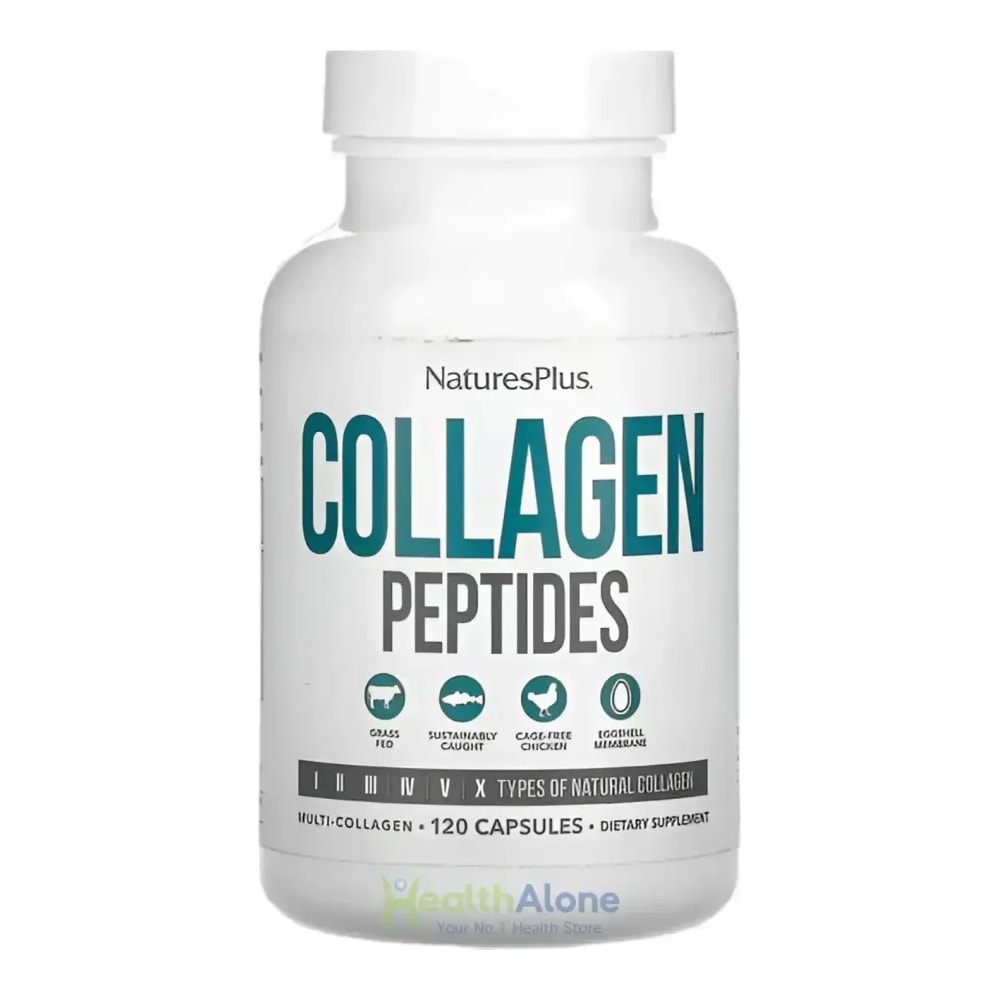 NaturesPlus.
COLLAGEN
PEPTIDES
GRASS FED
SUSTAINABLY CAUGHT
CAGE-FREE CHICKEN
EGGSHELL MEMBRANE
I | II | III | IV | V | X TYPES OF NATURAL COLLAGEN
MULTI-COLLAGEN • 120 CAPSULES • DIETARY SUPPLEMENT
HealthAlone
Your No.1 Health Store